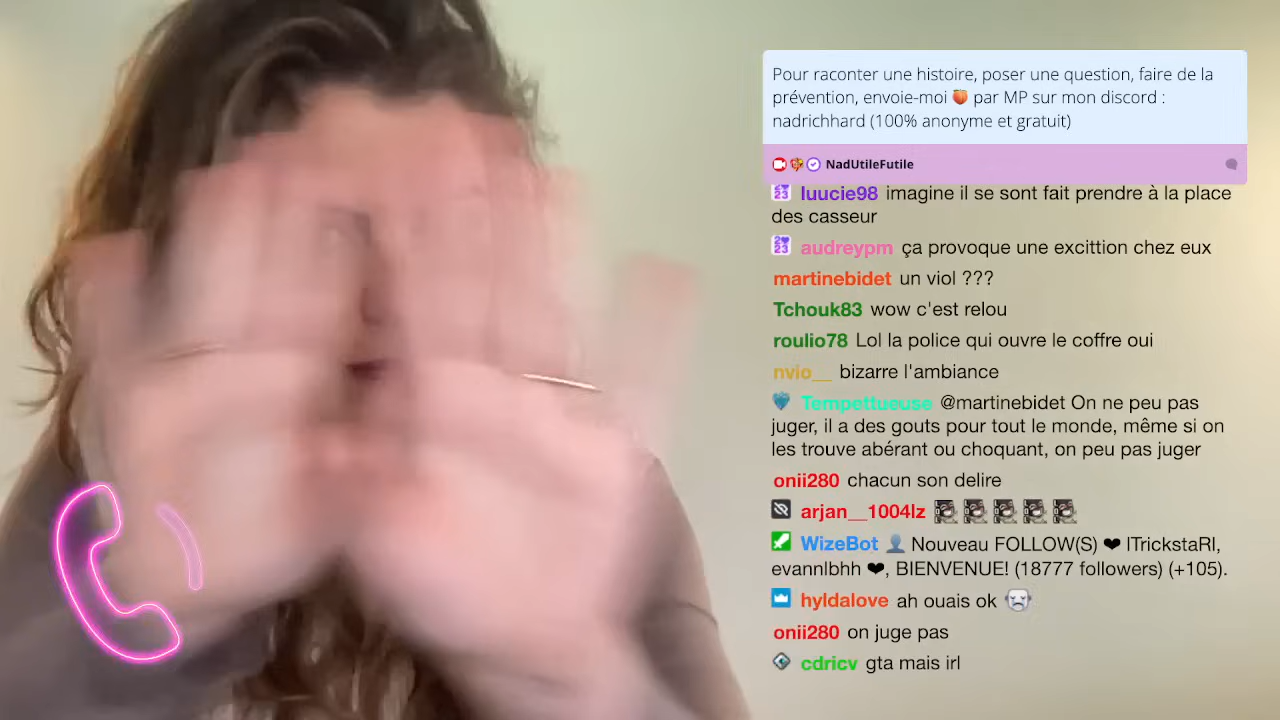 Pour raconter une histoire, poser une question, faire de la
prévention, envoie-moi 🍑 par MP sur mon discord :
nadrichhard (100% anonyme et gratuit)
NadUtileFutile
luucie98 imagine il se sont fait prendre à la place
des casseur
audreypm ça provoque une excittion chez eux
martinebidet un viol ???
Tchouk83 wow c'est relou
roulio78 Lol la police qui ouvre le coffre oui
nvio__ bizarre l'ambiance
Tempettueuse @martinebidet On ne peu pas
juger, il a des gouts pour tout le monde, même si on
les trouve abérant ou choquant, on peu pas juger
onii280 chacun son delire
arjan__1004lz
WizeBot 👤 Nouveau FOLLOW(S) ❤ lTrickstaRl,
evannlbhh ❤, BIENVENUE! (18777 followers) (+105).
hyldalove ah ouais ok
onii280 on juge pas
cdricv gta mais irl